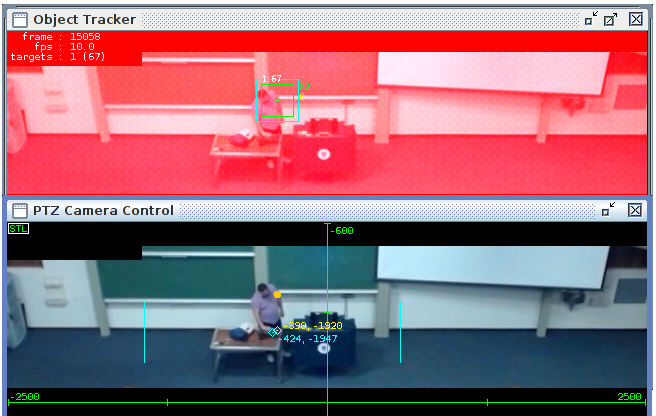 Object Tracker
frame : 15058
fps : 10.0
targets : 1 (67)
1:67
PTZ Camera Control
STL
-600
-399, -1920
-424, -1947
-2500
2500